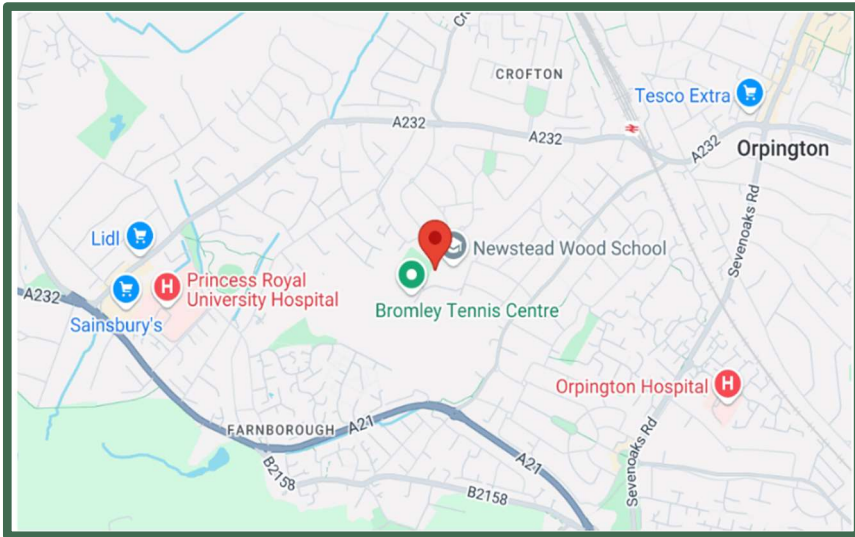 CROFTON
Cro
Tesco Extra
A232
A232
A232
Orpington
Sevenoaks Rd
Lidl
Newstead Wood School
Princess Royal
University Hospital
A232
Sainsbury's
Bromley Tennis Centre
Orpington Hospital
FARNBOROUGH
A21
Sevenoaks Rd
B2158
A21
B2158
H
H